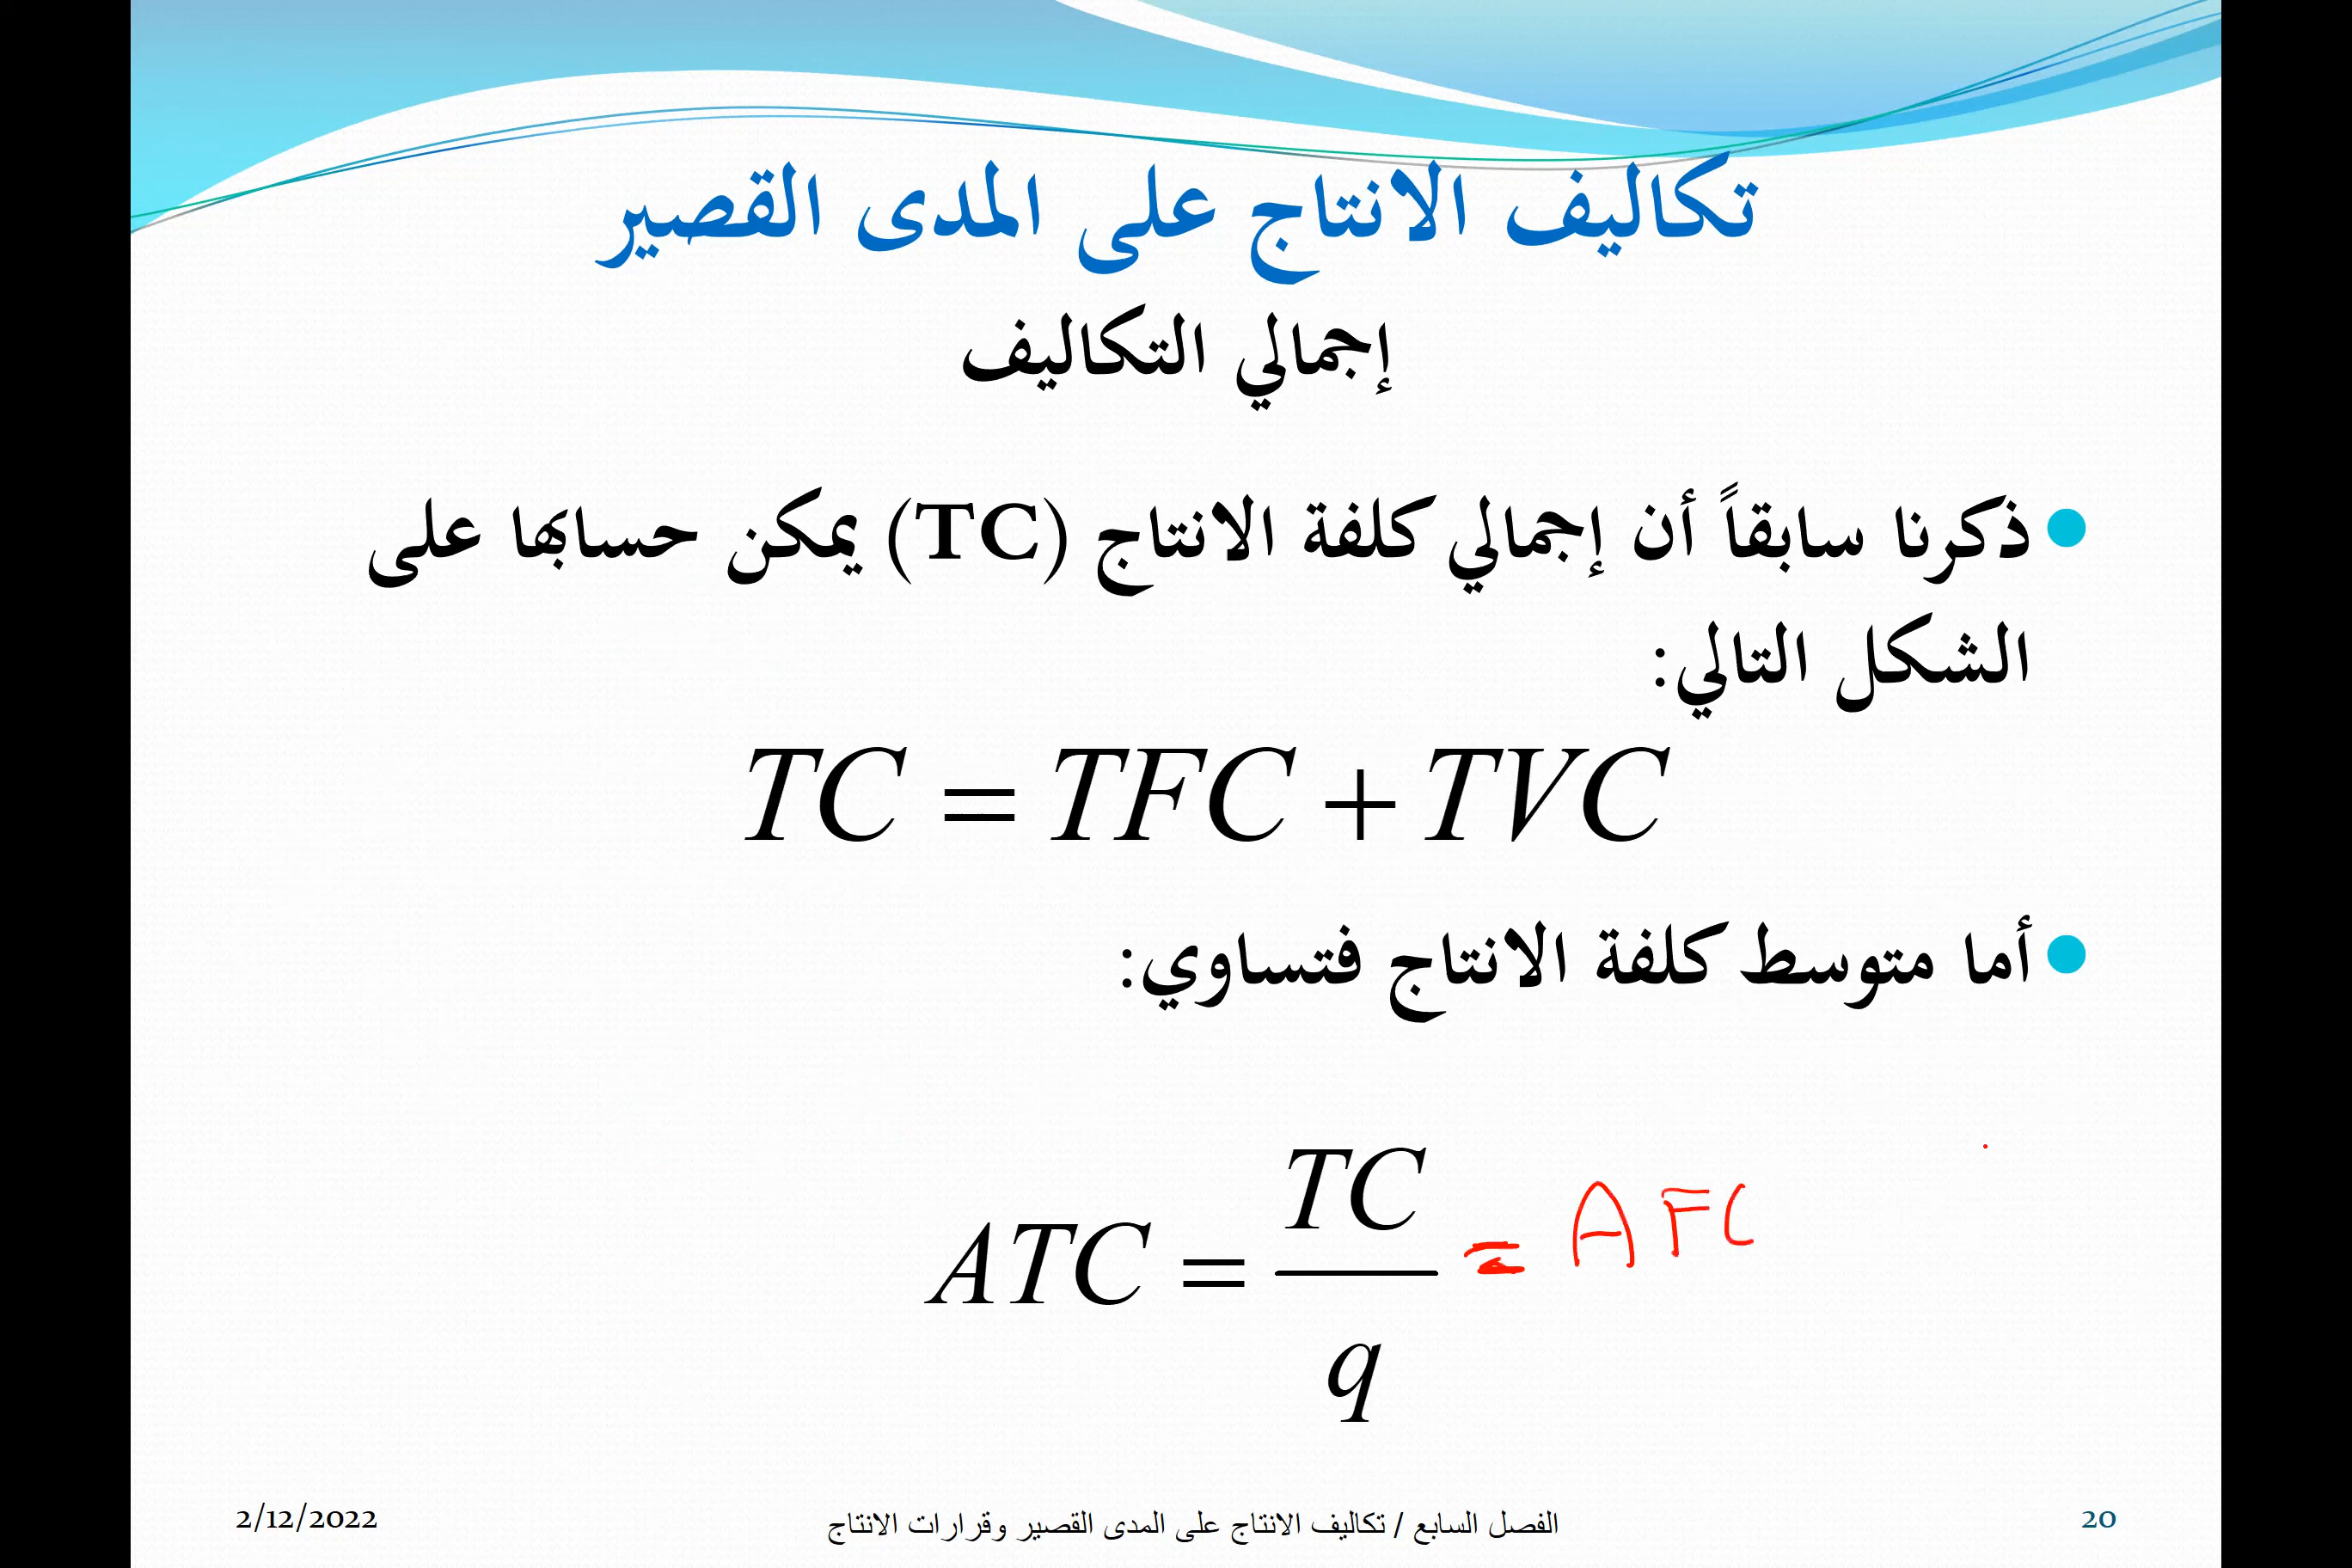 تكاليف الانتاج على المدى القصير
إجمالي التكاليف
ذكرنا سابقاً أن إجمالي كلفة الانتاج (TC) يمكن حسابها على
الشكل التالي:
TC = TFC + TVC
أما متوسط كلفة الانتاج فتساوي:
ATC = TC / q = AFC
2/12/2022
الفصل السابع / تكاليف الانتاج على المدى القصير وقرارات الانتاج
20